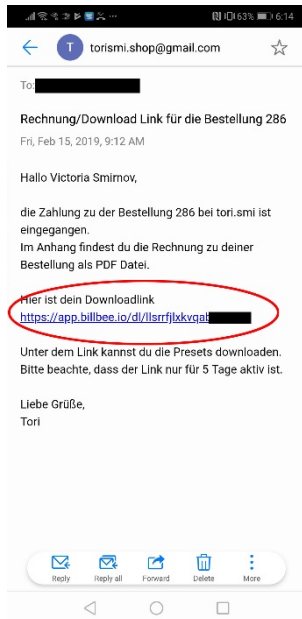 63% 6:14
T torismi.shop@gmail.com
To:
Rechnung/Download Link für die Bestellung 286
Fri, Feb 15, 2019, 9:12 AM
Hallo Victoria Smirnov,
die Zahlung zu der Bestellung 286 bei tori.smi ist
eingegangen.
Im Anhang findest du die Rechnung zu deiner
Bestellung als PDF Datei.
Hier ist dein Downloadlink
https://app.billbee.io/dl/llsrrfjlxkvqab
Unter dem Link kannst du die Presets downloaden.
Bitte beachte, dass der Link nur für 5 Tage aktiv ist.
Liebe Grüße,
Tori
Reply Reply all Forward Delete More